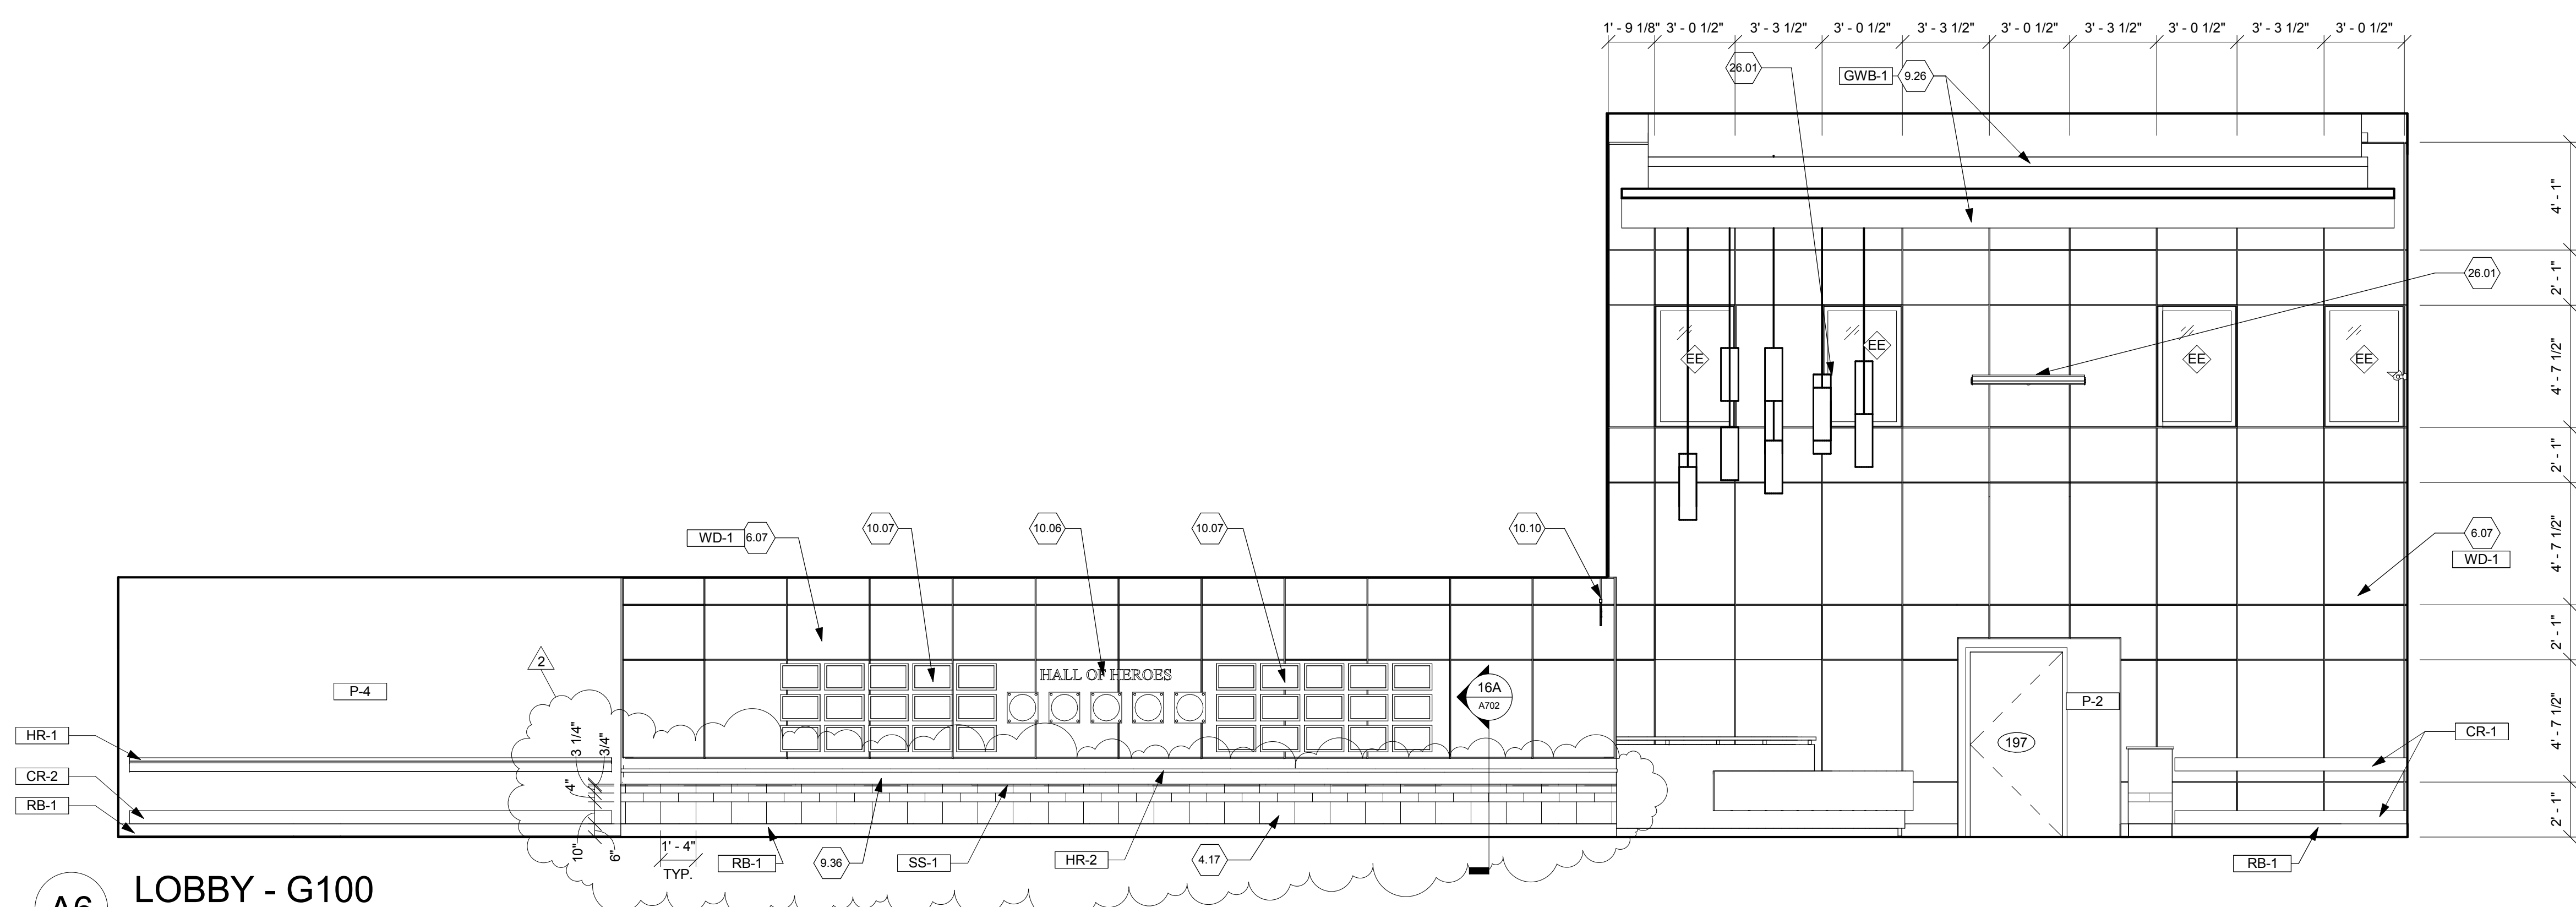 1' - 9 1/8" 3' - 0 1/2" 3' - 3 1/2" 3' - 0 1/2" 3' - 3 1/2" 3' - 0 1/2" 3' - 3 1/2" 3' - 0 1/2" 3' - 3 1/2" 3' - 0 1/2"
26.01
GWB-1 9.26
4' - 1"
2' - 1"
26.01
4' - 7 1/2"
EE EE EE EE
2' - 1"
WD-1 6.07
10.07
10.06
10.07
10.10
6.07
WD-1
4' - 7 1/2"
2' - 1"
2
HALL OF HEROES
P-4
16A
A702
P-2
4' - 7 1/2"
HR-1
3 1/4"
3/4"
197
CR-1
CR-2
4"
RB-1
2' - 1"
10"
6"
1' - 4"
TYP.
RB-1
9.36
SS-1
HR-2
4.17
RB-1
LOBBY - G100